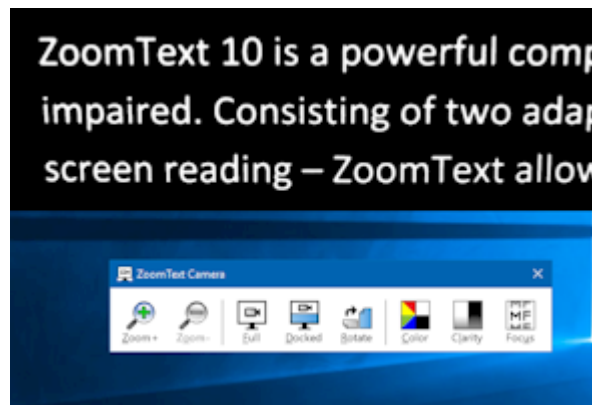 ZoomText 10 is a powerful comp
impaired. Consisting of two adap
screen reading – ZoomText allow
ZoomText Camera
Zoom+ Zoom- Full Docked Rotate Color Clarity Focus
MF